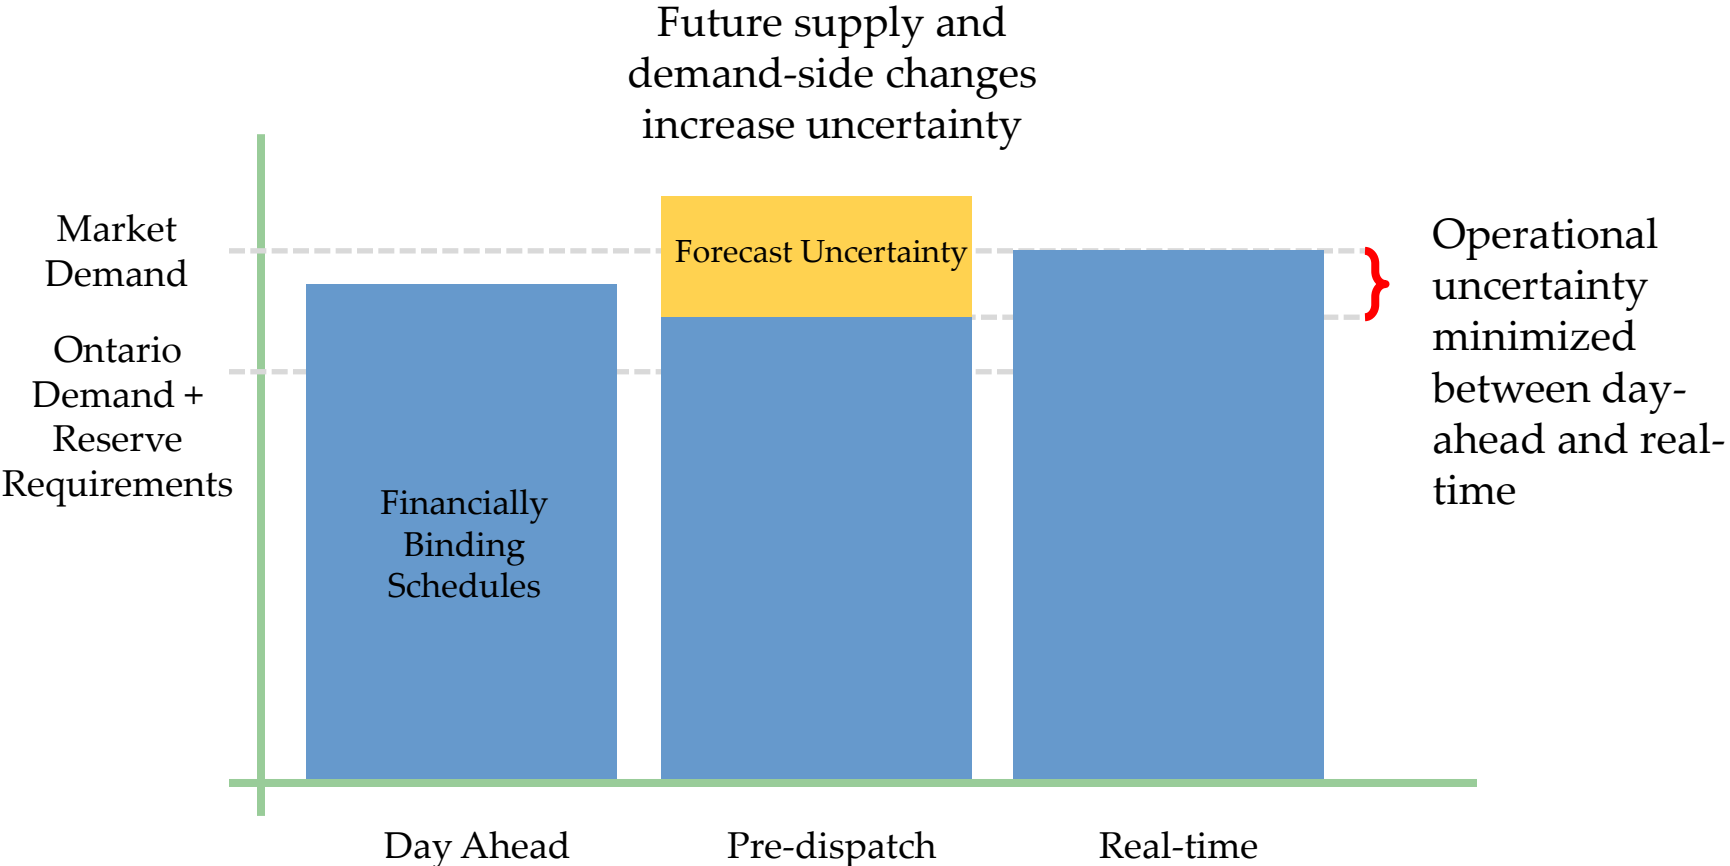 Future supply and
demand-side changes
increase uncertainty
Market
Demand
Ontario
Demand +
Reserve
Requirements
Forecast Uncertainty
Financially
Binding
Schedules
Operational
uncertainty
minimized
between day-
ahead and real-
time
Day Ahead
Pre-dispatch
Real-time